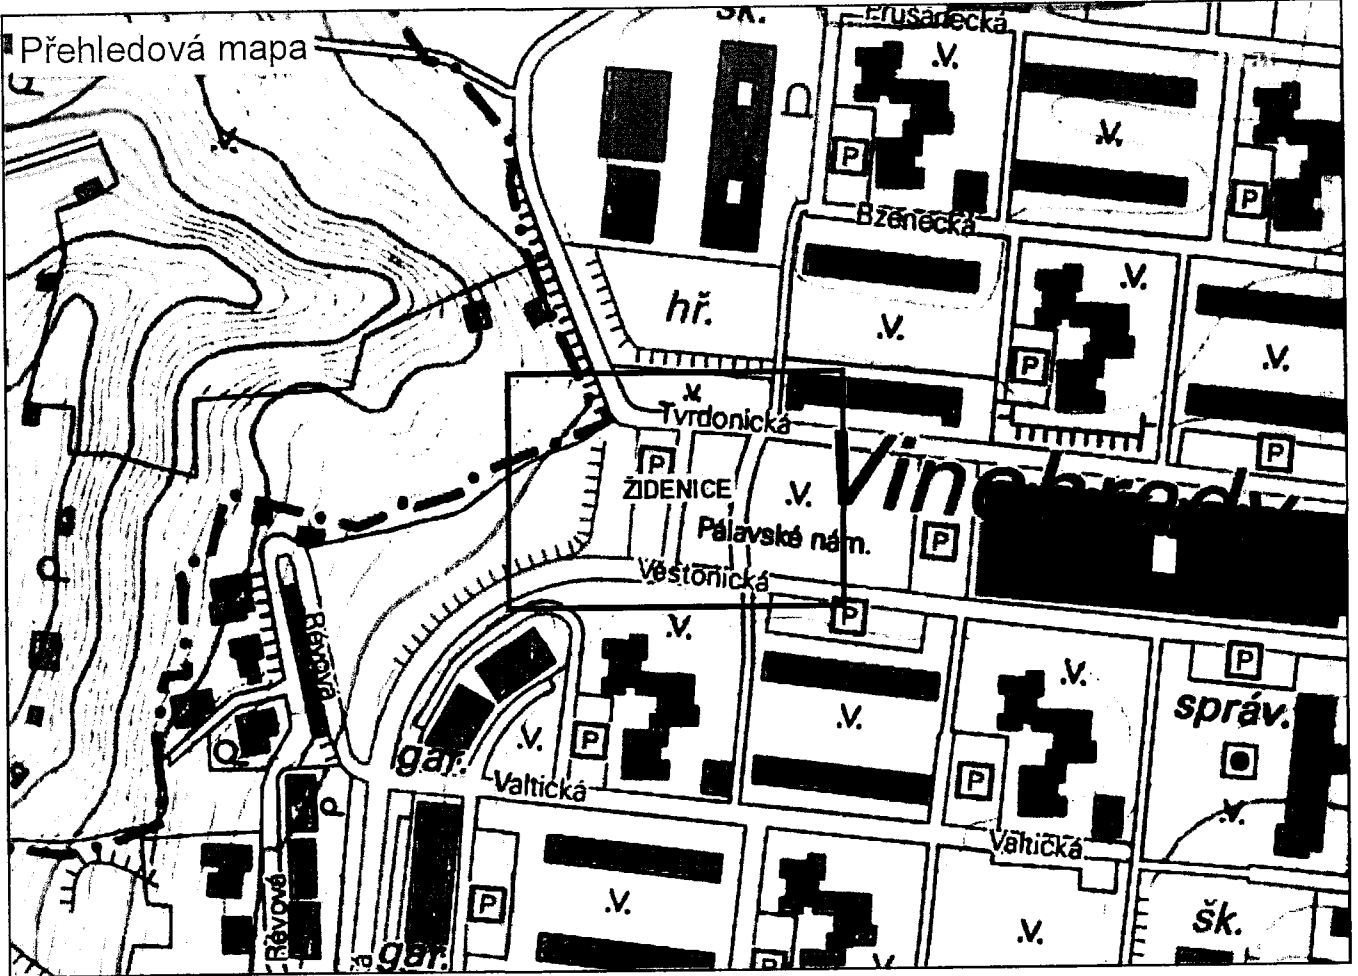 Přehledová mapa
šk.
Prušánecká
.V.
.V.
P
P
Bzenecká
.V.
hř.
.V.
P
.V.
.V.
Tvrdonická
P
P
ŽIDENICE
.V.
Vinohrady
Pálavské nám.
P
Věstonická
P
.V.
Révová
P
.V.
správ.
.V.
P
.V.
gar.
P
Valtická
.V.
Valtická
Révová
P
.V.
.V.
šk.
gar.
P
.V.